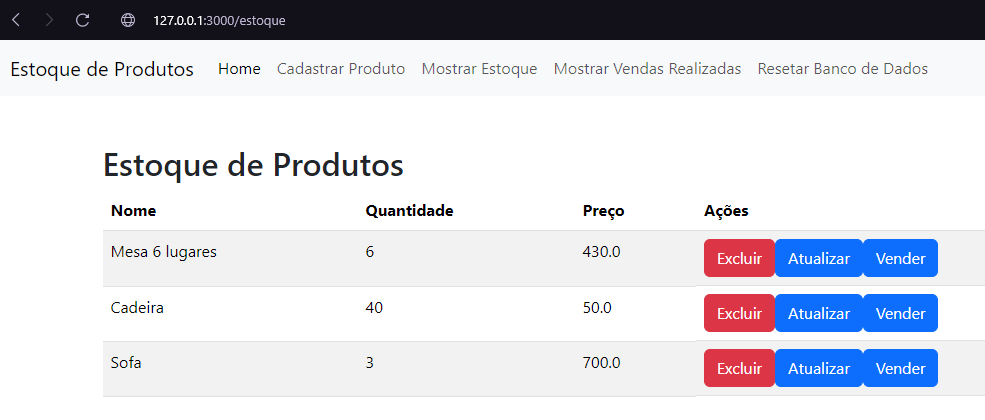 127.0.0.1:3000/estoque
Estoque de Produtos Home Cadastrar Produto Mostrar Estoque Mostrar Vendas Realizadas Resetar Banco de Dados
Estoque de Produtos
Nome Quantidade Preço Ações
Mesa 6 lugares 6 430.0 Excluir Atualizar Vender
Cadeira 40 50.0 Excluir Atualizar Vender
Sofa 3 700.0 Excluir Atualizar Vender